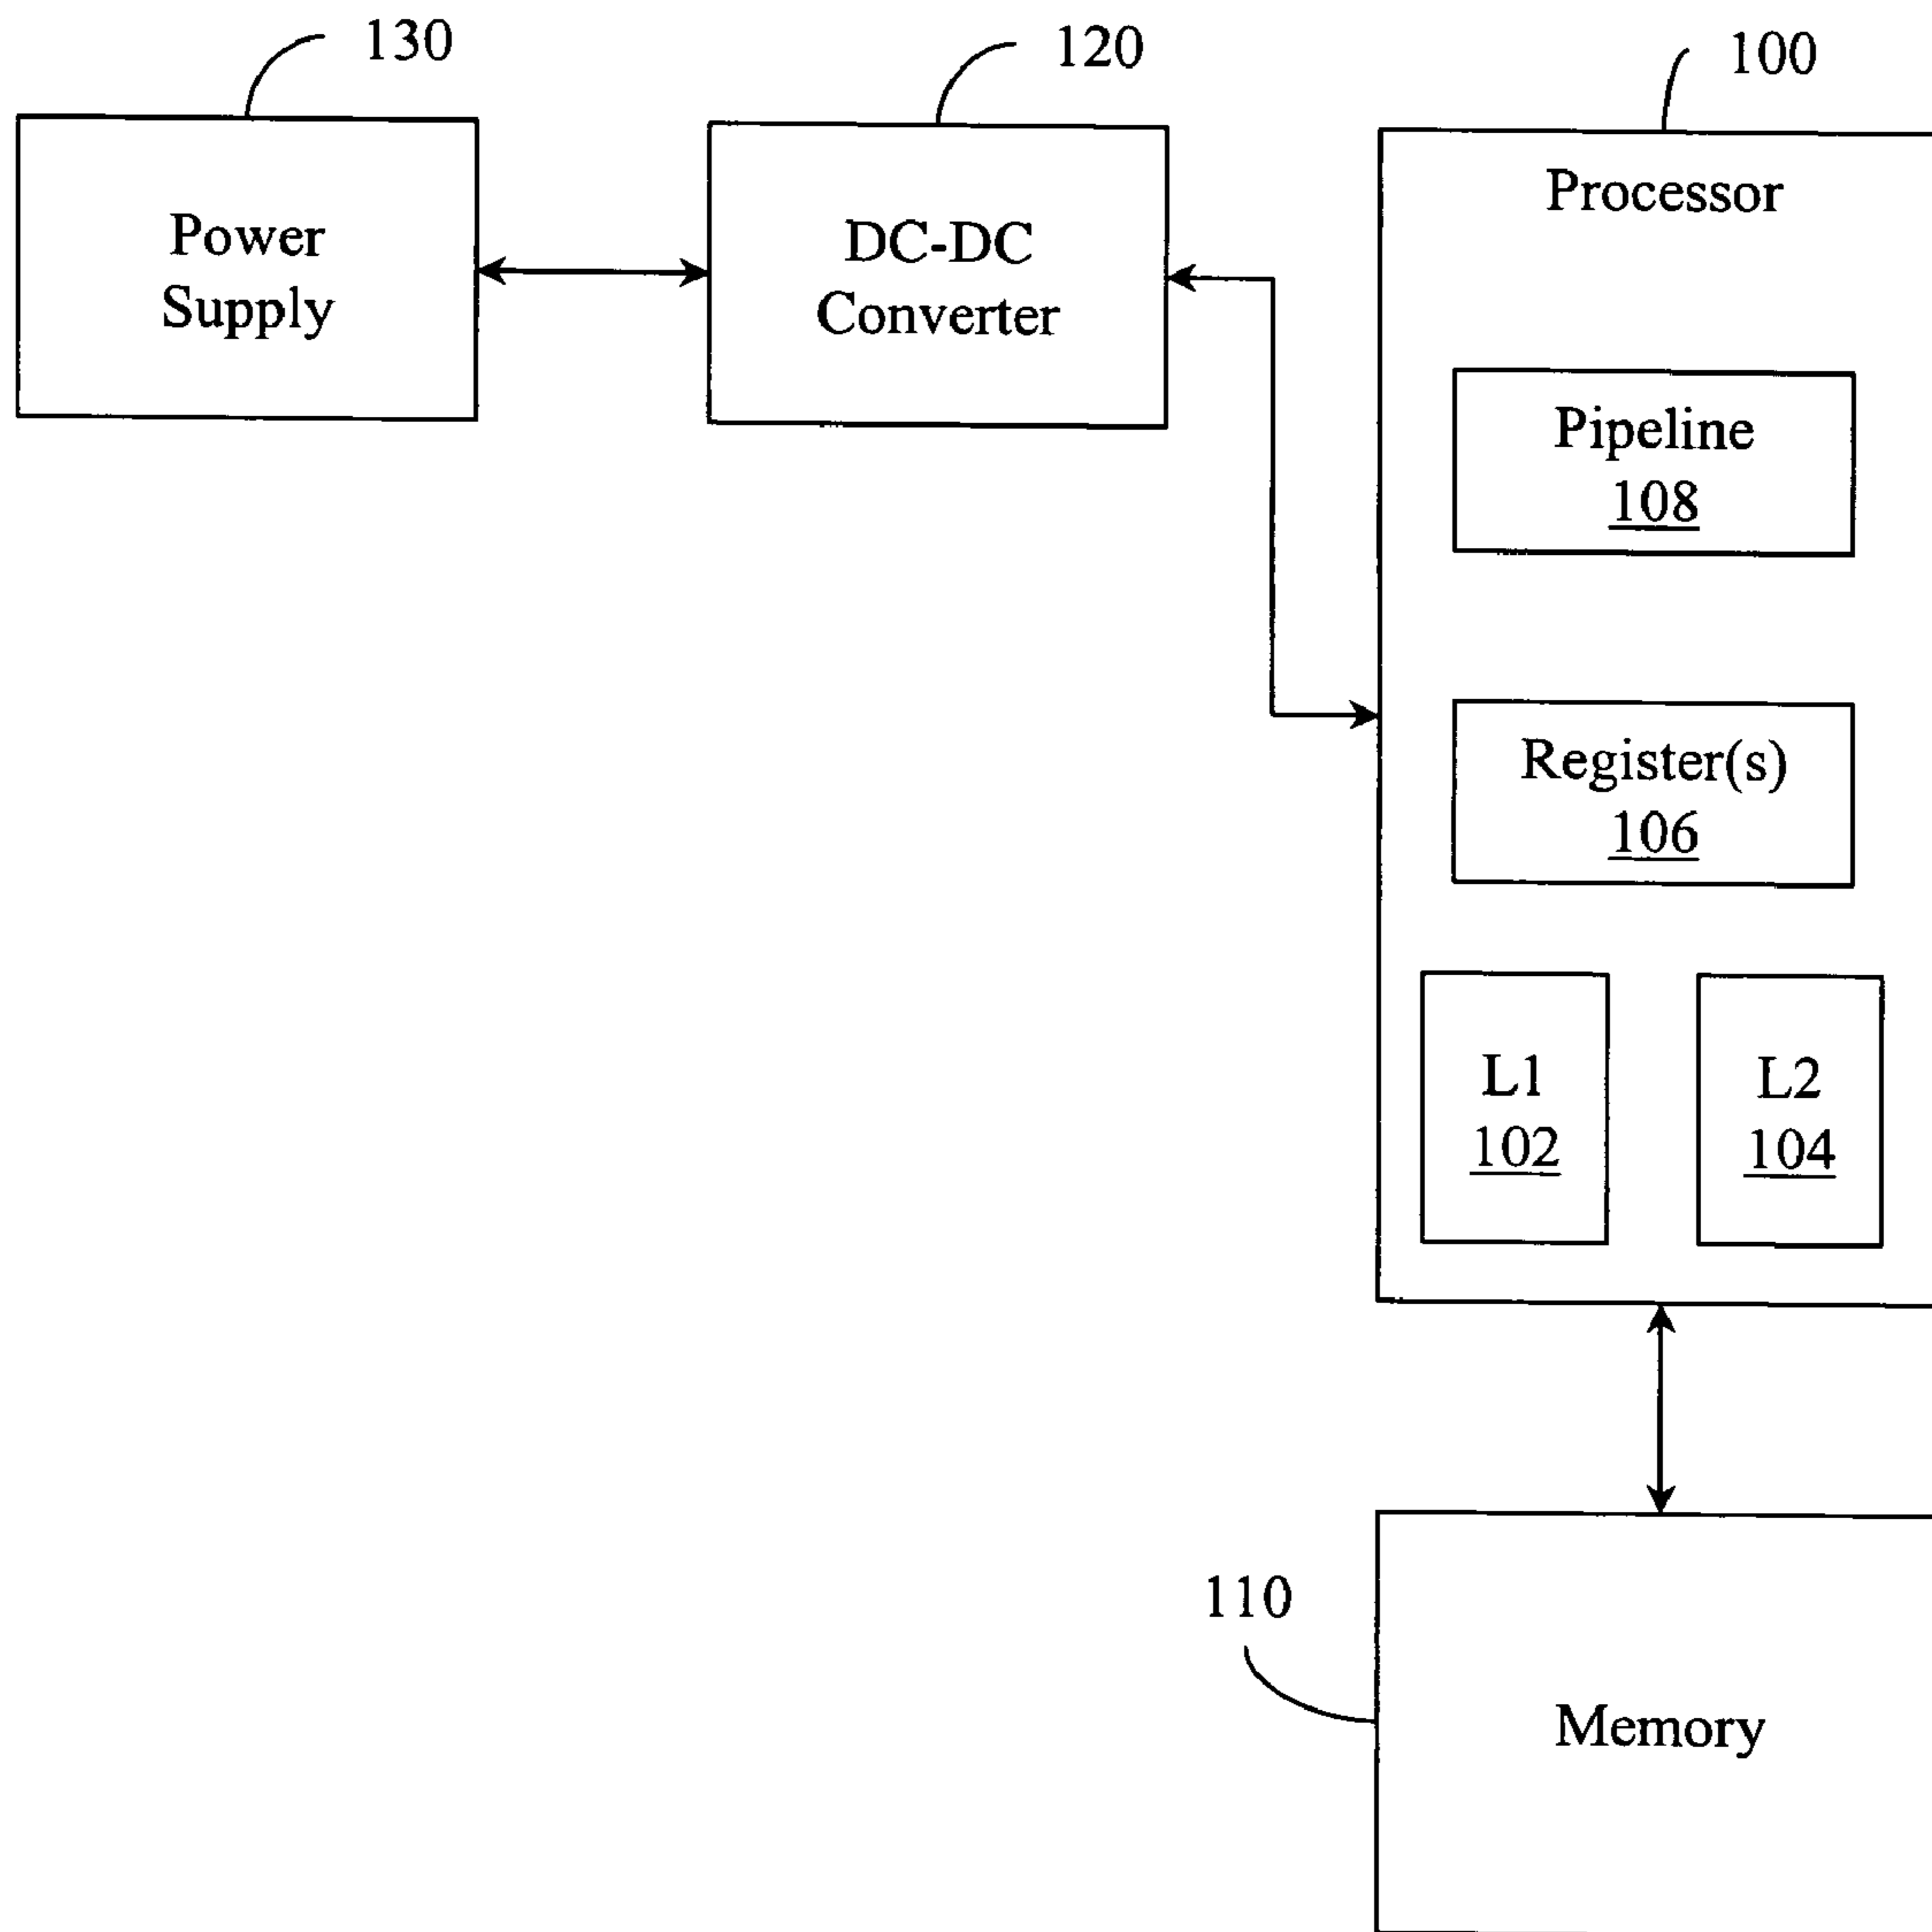 130
120
100
Power
Supply
DC-DC
Converter
Processor
Pipeline
108
Register(s)
106
L1
102
L2
104
110
Memory